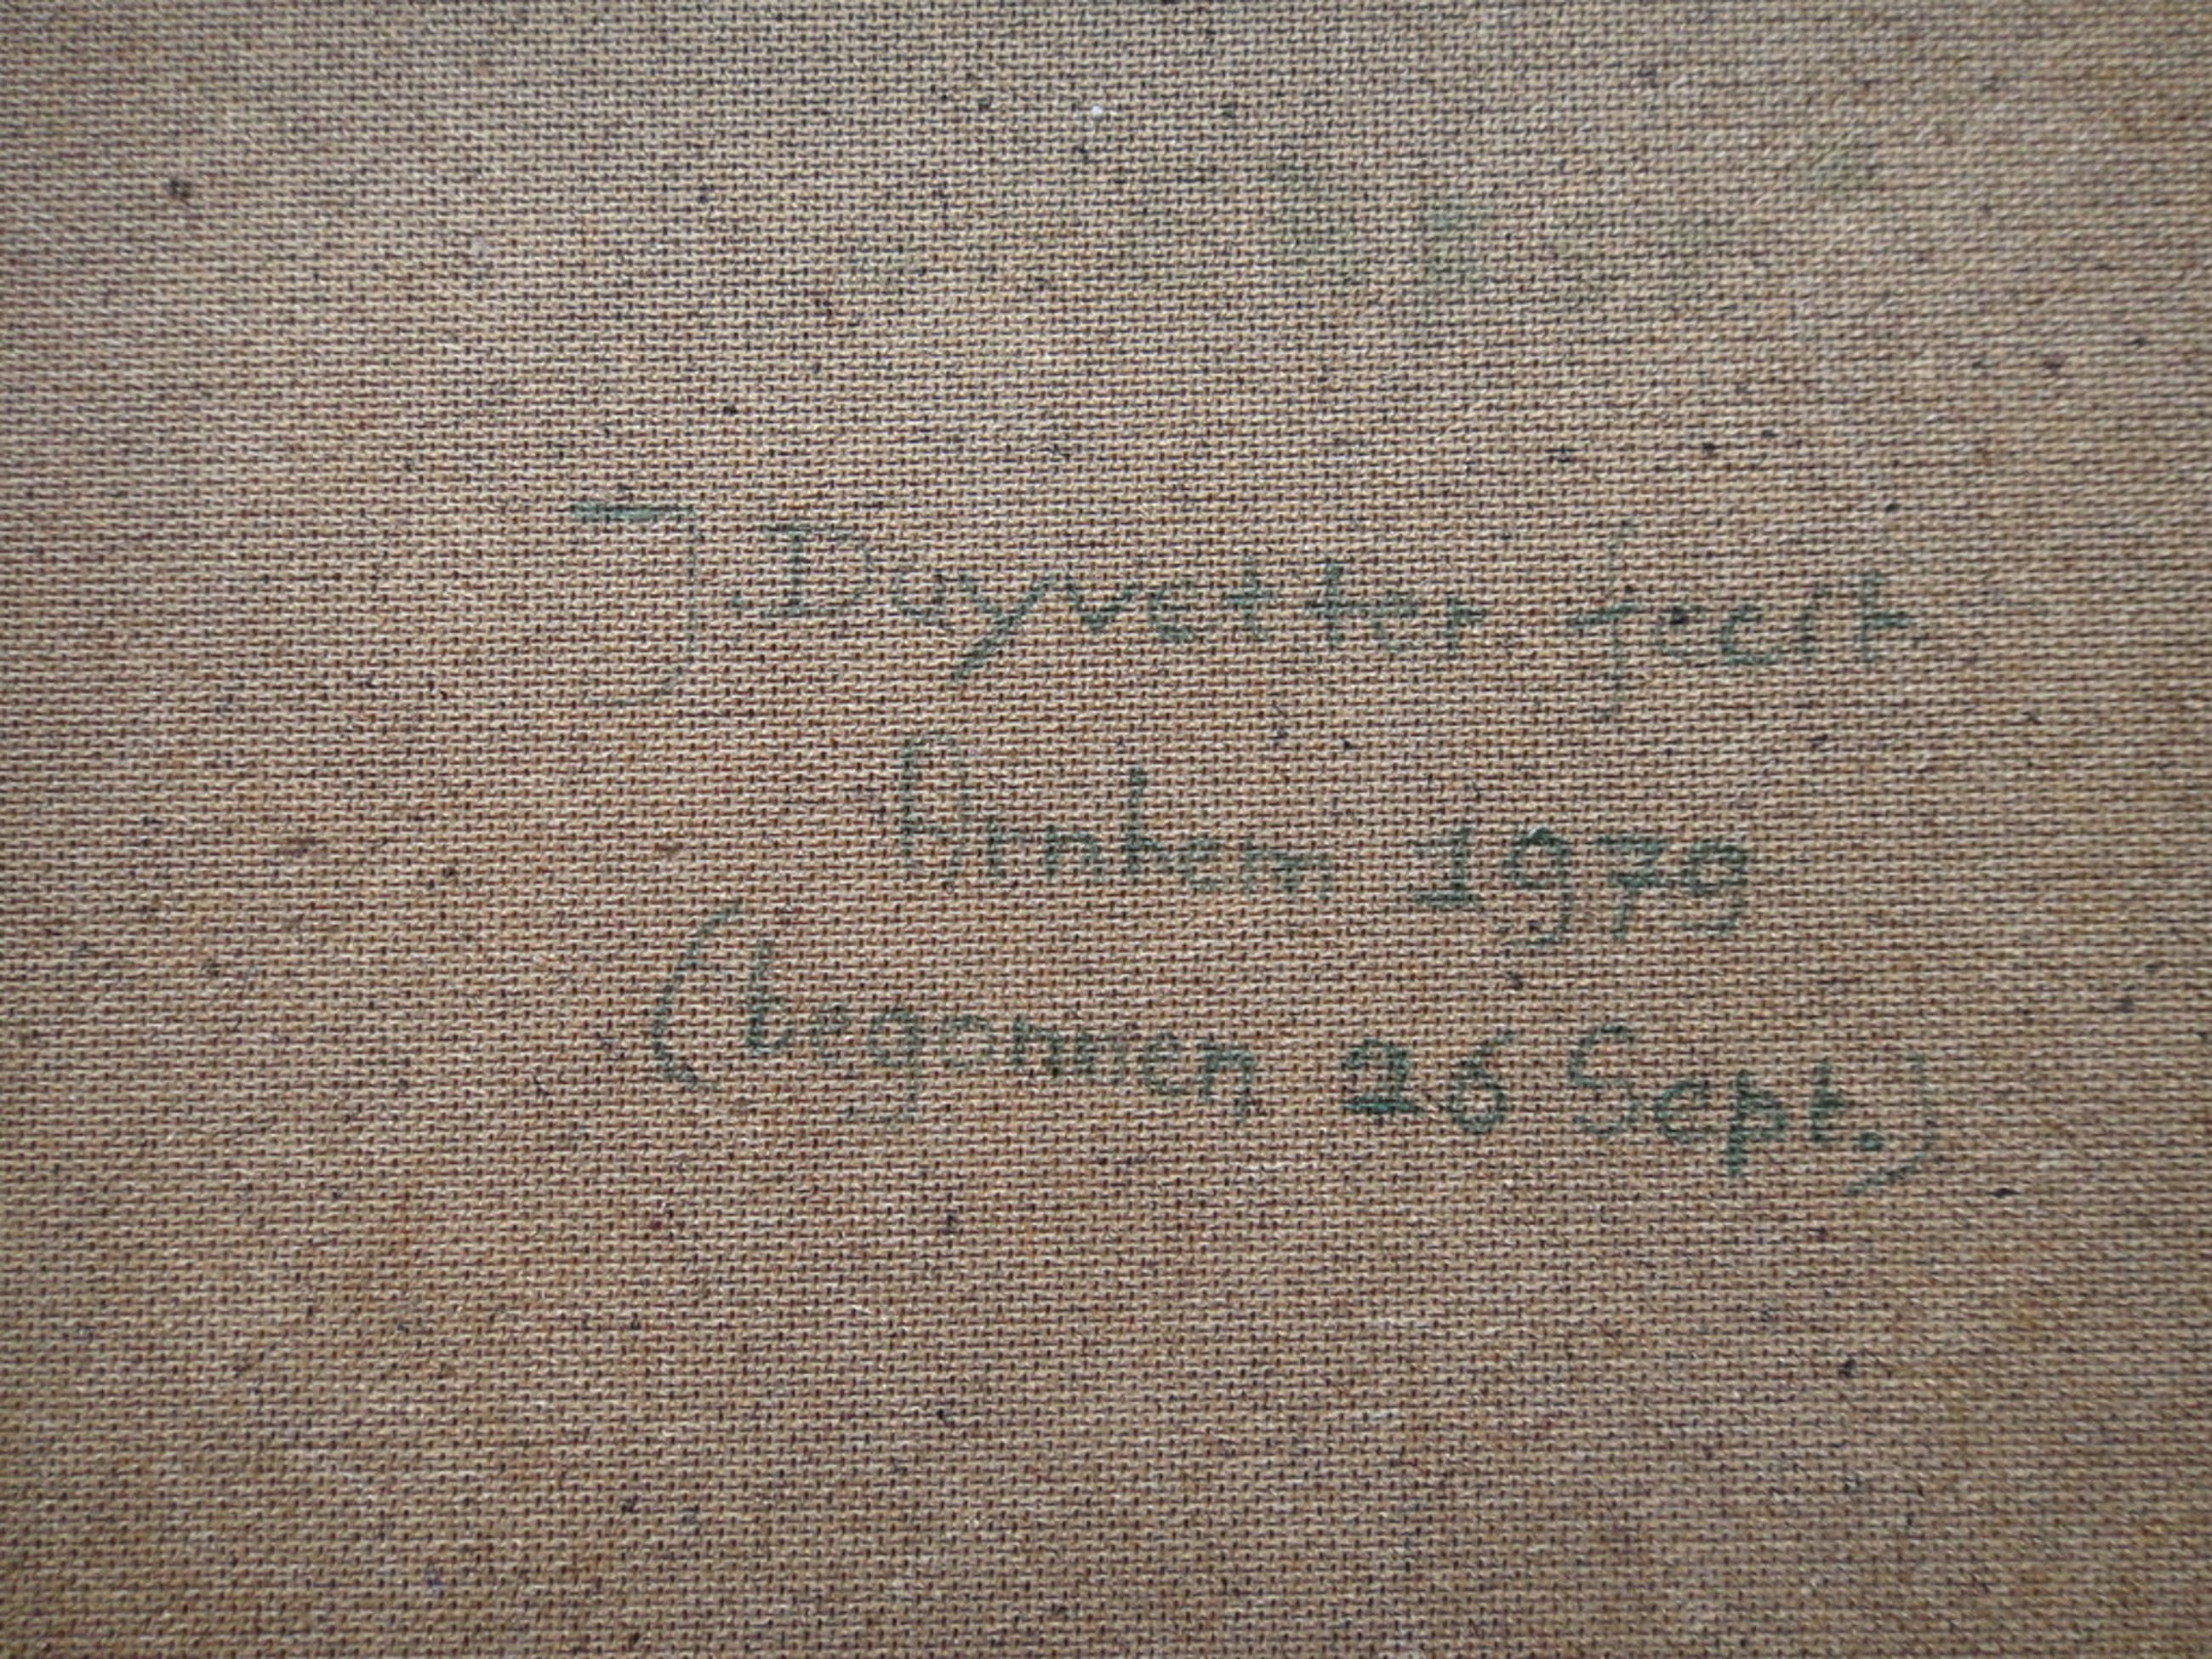 J. Duyvetter fecit
Arnhem 1979
(begonnen 26 Sept.)